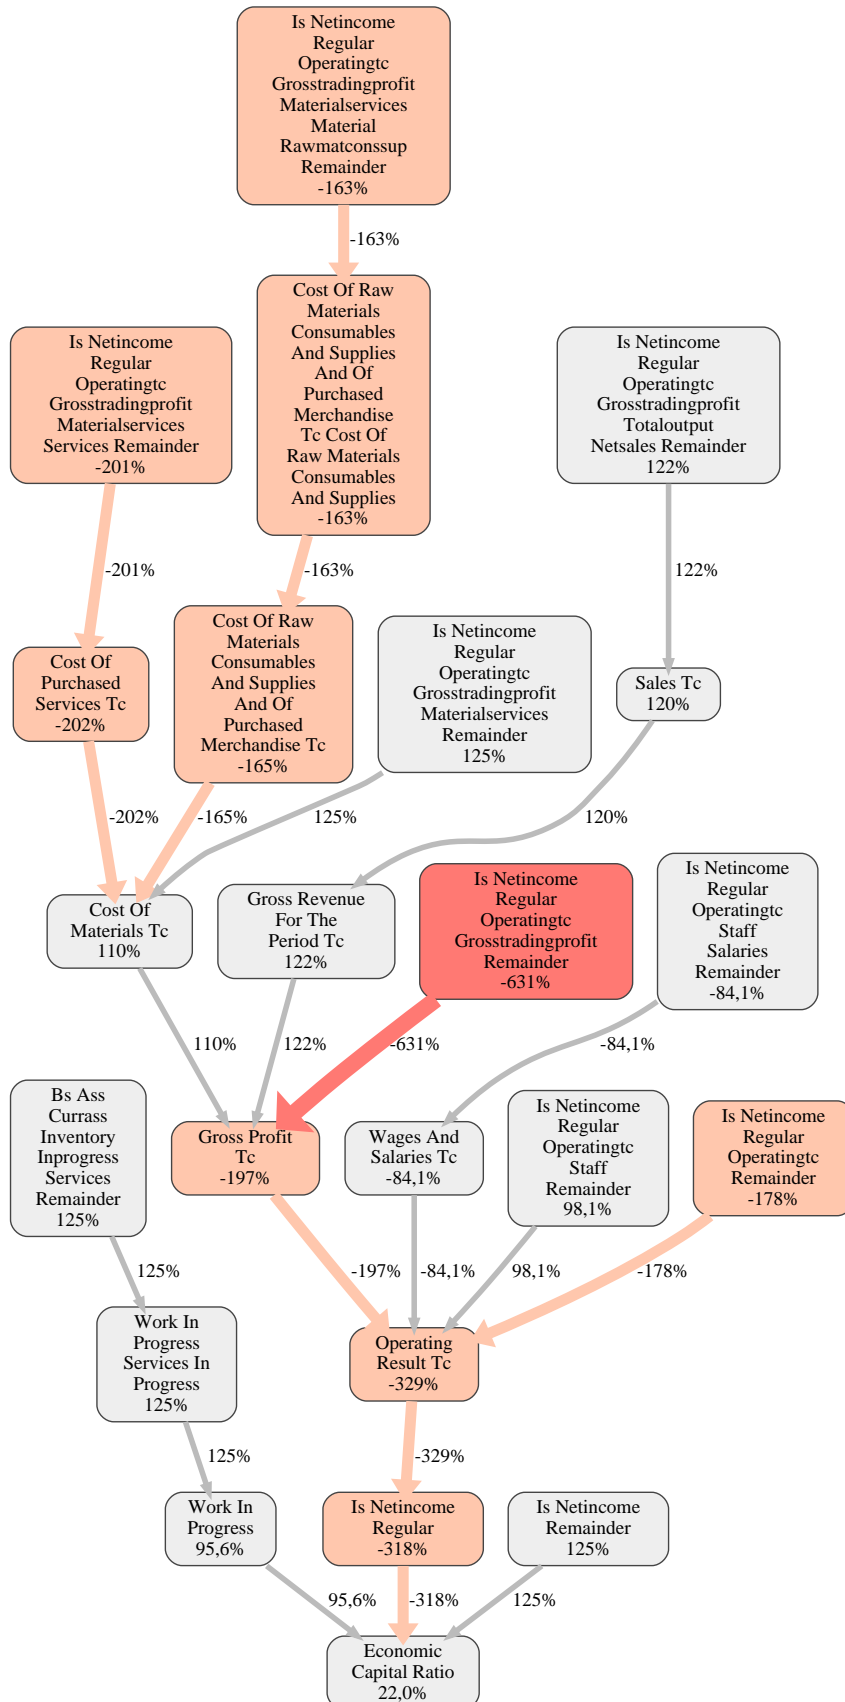 Is Netincome
Regular
Operatingtc
Grosstradingprofit
Materialservices
Material
Rawmatconssup
Remainder
-163%
-163%
Cost Of Raw
Materials
Consumables
And Supplies
And Of
Purchased
Merchandise
Tc Cost Of
Raw Materials
Consumables
And Supplies
-163%
Is Netincome
Regular
Operatingtc
Grosstradingprofit
Materialservices
Services Remainder
-201%
Is Netincome
Regular
Operatingtc
Grosstradingprofit
Totaloutput
Netsales Remainder
122%
-201%
-163%
122%
Cost Of
Purchased
Services Tc
-202%
Cost Of Raw
Materials
Consumables
And Supplies
And Of
Purchased
Merchandise Tc
-165%
Is Netincome
Regular
Operatingtc
Grosstradingprofit
Materialservices
Remainder
125%
Sales Tc
120%
-202%
-165%
125%
120%
Cost Of
Materials Tc
110%
Gross Revenue
For The
Period Tc
122%
Is Netincome
Regular
Operatingtc
Grosstradingprofit
Remainder
-631%
Is Netincome
Regular
Operatingtc
Staff
Salaries
Remainder
-84,1%
110%
122%
-631%
-84,1%
Bs Ass
Currass
Inventory
Inprogress
Services
Remainder
125%
Gross Profit
Tc
-197%
Wages And
Salaries Tc
-84,1%
Is Netincome
Regular
Operatingtc
Staff
Remainder
98,1%
Is Netincome
Regular
Operatingtc
Remainder
-178%
125%
-197%
-84,1%
98,1%
-178%
Work In
Progress
Services In
Progress
125%
Operating
Result Tc
-329%
125%
-329%
Work In
Progress
95,6%
Is Netincome
Regular
-318%
Is Netincome
Remainder
125%
95,6%
-318%
125%
Economic
Capital Ratio
22,0%